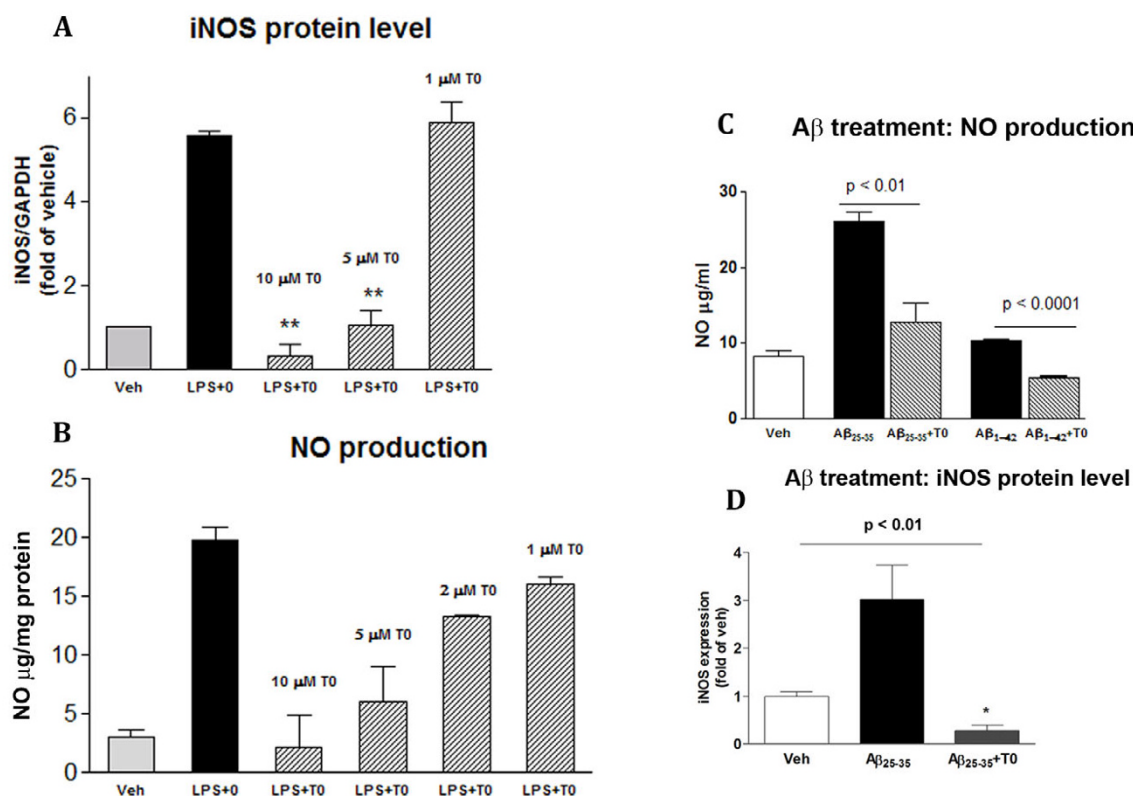 A
iNOS protein level
iNOS/GAPDH
(fold of vehicle)
6
4
2
0
10 μM T0
5 μM T0
1 μM T0
**
**
Veh
LPS+0
LPS+T0
LPS+T0
LPS+T0
B
NO production
NO μg/mg protein
25
20
15
10
5
0
10 μM T0
5 μM T0
2 μM T0
1 μM T0
Veh
LPS+0
LPS+T0
LPS+T0
LPS+T0
LPS+T0
C
Aβ treatment: NO production
NO μg/ml
30
20
10
0
p < 0.01
p < 0.0001
Veh
Aβ25-35
Aβ25-35+T0
Aβ1–42
Aβ1–42+T0
D
Aβ treatment: iNOS protein level
p < 0.01
iNOS expression
(fold of veh)
4
3
2
1
0
*
Veh
Aβ25-35
Aβ25-35+T0